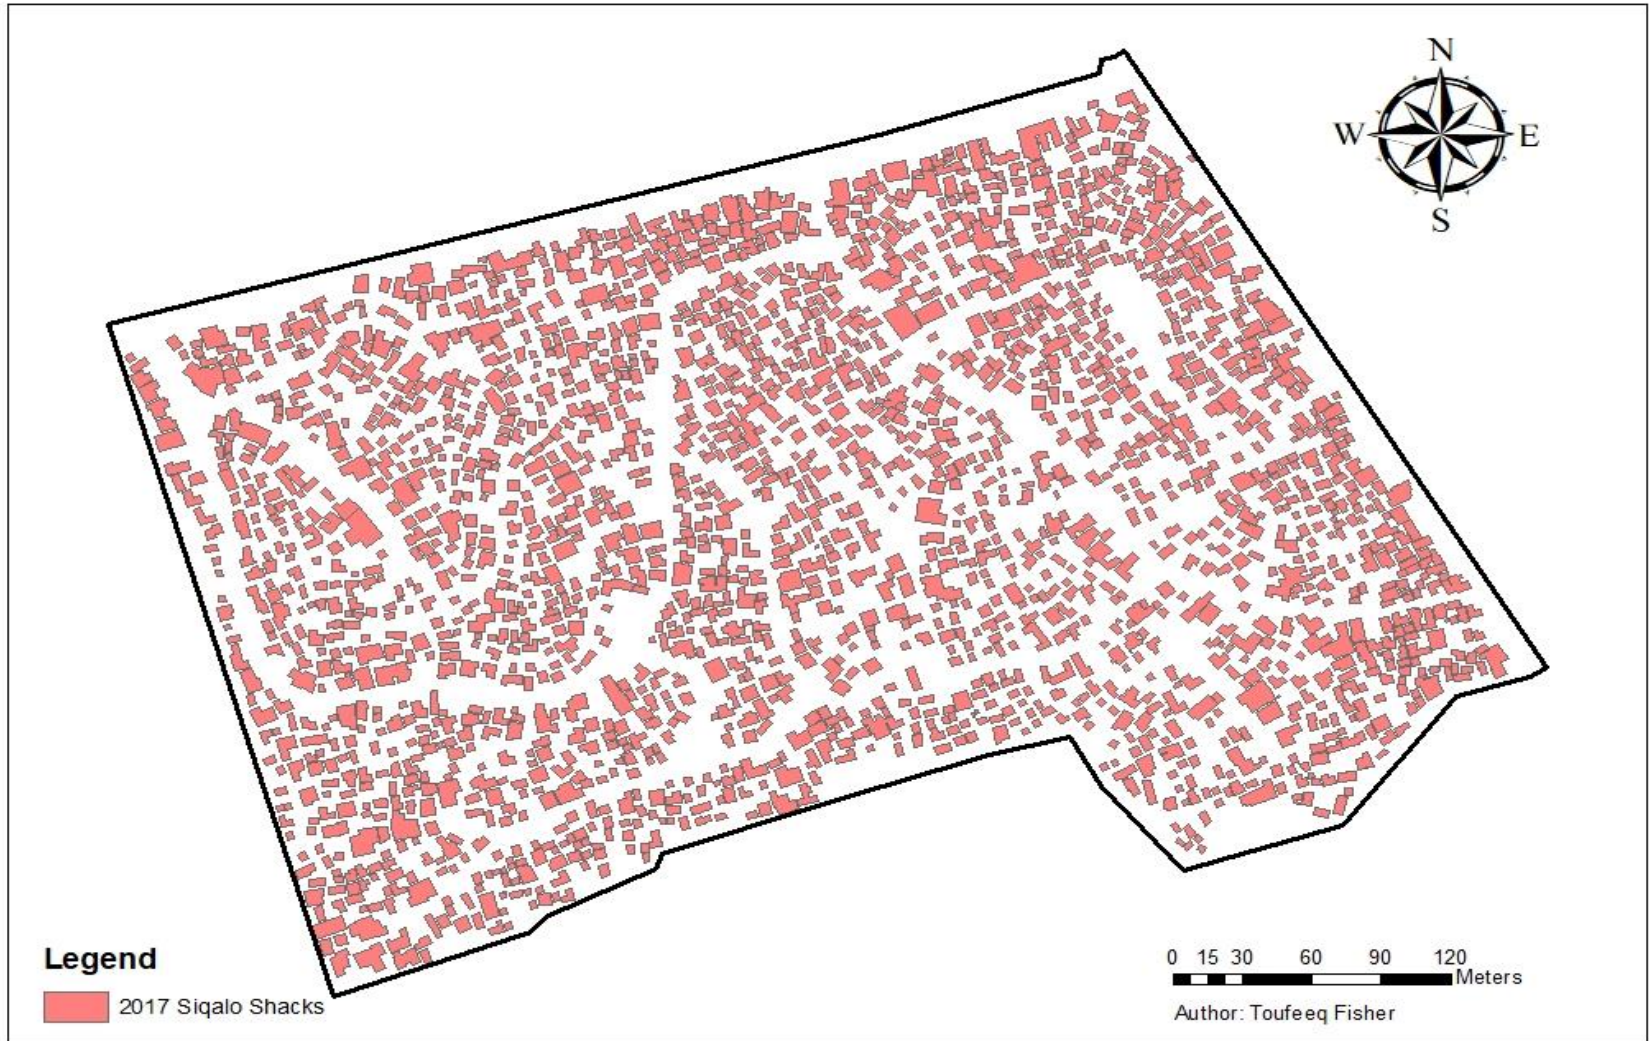 N
W E
S
Legend
2017 Siqalo Shacks
0 15 30 60 90 120
Meters
Author: Toufeeq Fisher